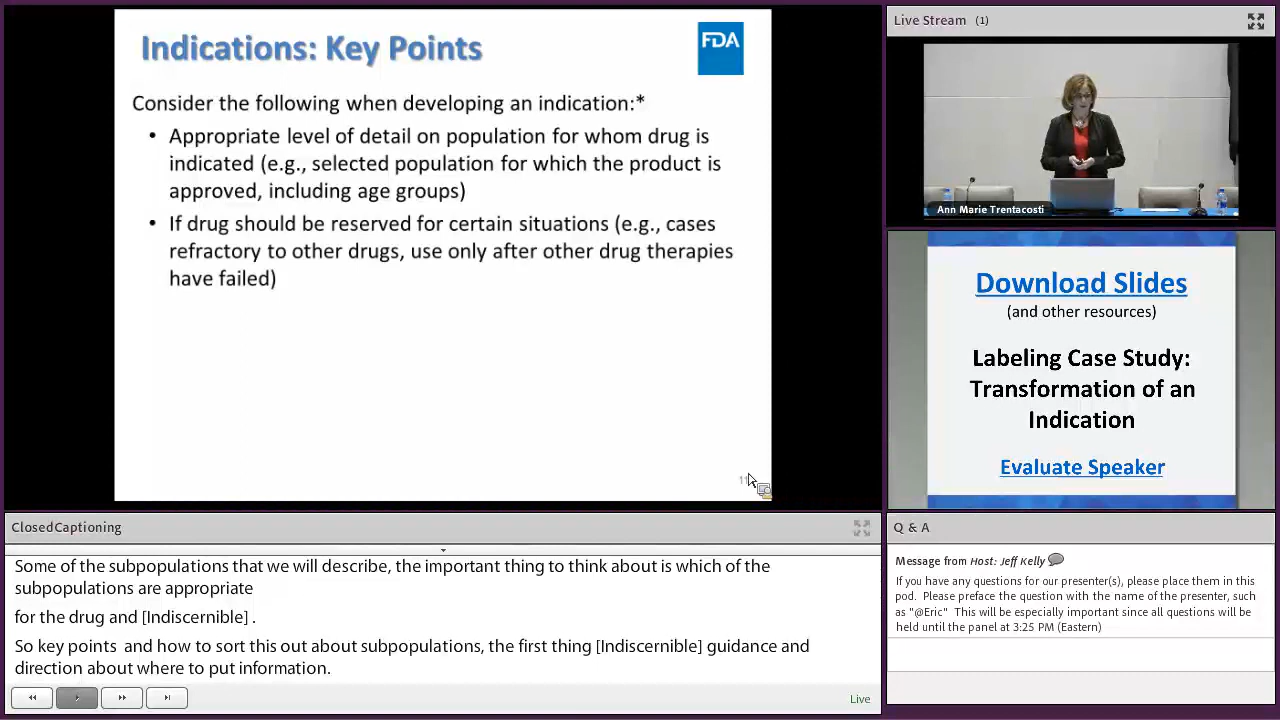 Indications: Key Points
FDA
Consider the following when developing an indication:*
• Appropriate level of detail on population for whom drug is
indicated (e.g., selected population for which the product is
approved, including age groups)
• If drug should be reserved for certain situations (e.g., cases
refractory to other drugs, use only after other drug therapies
have failed)
Live Stream (1)
Ann Marie Trentacosti
Download Slides
(and other resources)
Labeling Case Study:
Transformation of an
Indication
Evaluate Speaker
ClosedCaptioning
Some of the subpopulations that we will describe, the important thing to think about is which of the
subpopulations are appropriate
for the drug and [Indiscernible] .
So key points and how to sort this out about subpopulations, the first thing [Indiscernible] guidance and
direction about where to put information.
Live
Q & A
Message from Host: Jeff Kelly
If you have any questions for our presenter(s), please place them in this
pod. Please preface the question with the name of the presenter, such
as "@Eric" This will be especially important since all questions will be
held until the panel at 3:25 PM (Eastern)